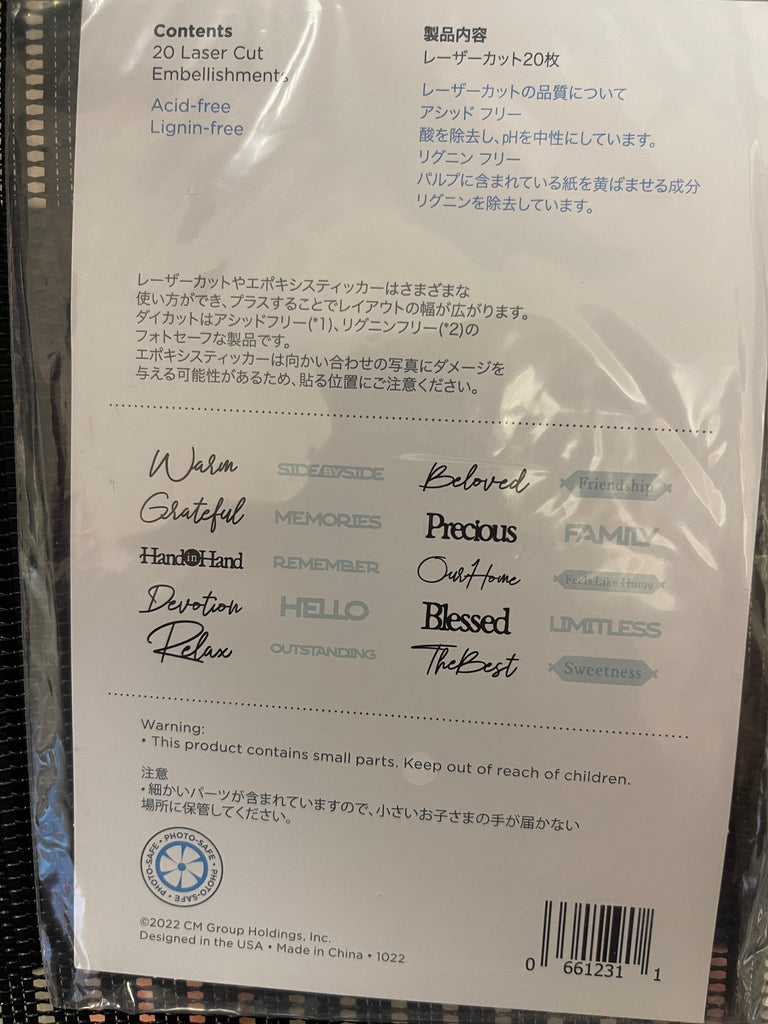 Contents
20 Laser Cut
Embellishments
Acid-free
Lignin-free
製品内容
レーザーカット20枚
レーザーカットの品質について
アシッド フリー
酸を除去し、pHを中性にしています。
リグニン フリー
パルプに含まれている紙を黄ばませる成分
リグニンを除去しています。
レーザーカットやエポキシスティッカーはさまざまな
使い方ができ、プラスすることでレイアウトの幅が広がります。
ダイカットはアシッドフリー(*1)、リグニンフリー(*2)の
フォトセーフな製品です。
エポキシスティッカーは向かい合わせの写真にダメージを
与える可能性があるため、貼る位置にご注意ください。
Warm
Grateful
Hand in Hand
Devotion
Relax
SIDE BY SIDE
MEMORIES
REMEMBER
HELLO
OUTSTANDING
Beloved
Precious
Our Home
Blessed
The Best
Friendship
FAMILY
Feels Like Home
LIMITLESS
Sweetness
Warning:
• This product contains small parts. Keep out of reach of children.
注意
・細かいパーツが含まれていますので、小さいお子さまの手が届かない
場所に保管してください。
PHOTO-SAFE • PHOTO-SAFE • PHOTO-SAFE •
©2022 CM Group Holdings, Inc.
Designed in the USA • Made in China • 1022
0 661231 1